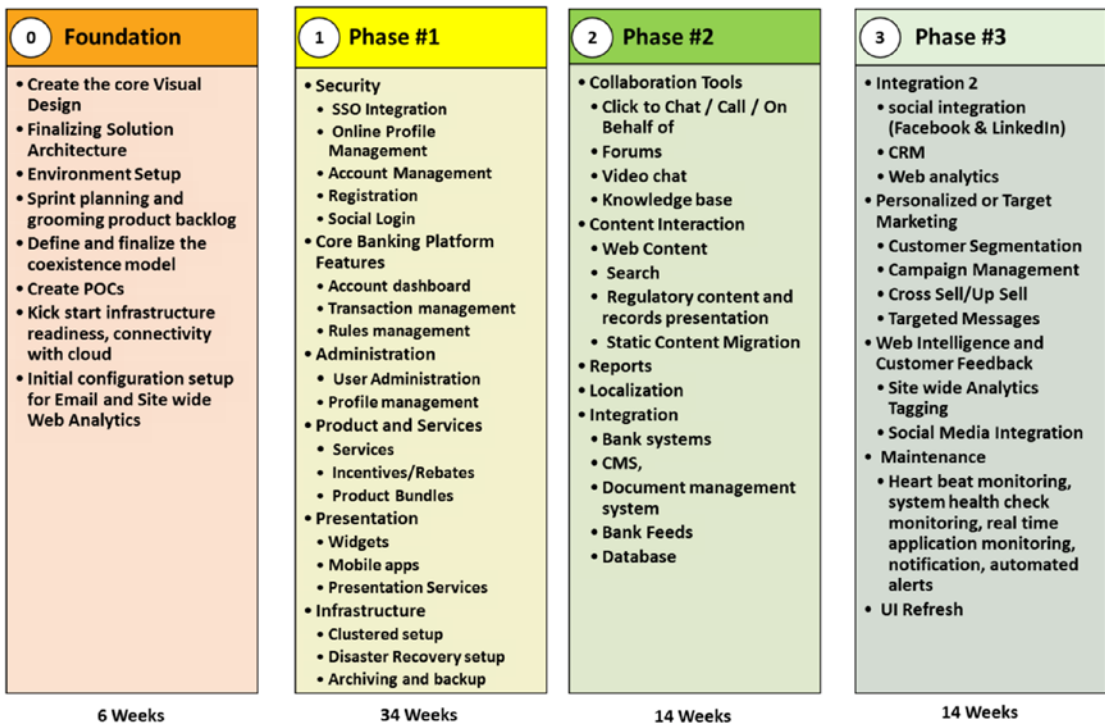 0 Foundation
• Create the core Visual
Design
• Finalizing Solution
Architecture
• Environment Setup
• Sprint planning and
grooming product backlog
• Define and finalize the
coexistence model
• Create POCs
• Kick start infrastructure
readiness, connectivity
with cloud
• Initial configuration setup
for Email and Site wide
Web Analytics
6 Weeks
1 Phase #1
• Security
• SSO Integration
• Online Profile
Management
• Account Management
• Registration
• Social Login
• Core Banking Platform
Features
• Account dashboard
• Transaction management
• Rules management
• Administration
• User Administration
• Profile management
• Product and Services
• Services
• Incentives/Rebates
• Product Bundles
• Presentation
• Widgets
• Mobile apps
• Presentation Services
• Infrastructure
• Clustered setup
• Disaster Recovery setup
• Archiving and backup
34 Weeks
2 Phase #2
• Collaboration Tools
• Click to Chat / Call / On
Behalf of
• Forums
• Video chat
• Knowledge base
• Content Interaction
• Web Content
• Search
• Regulatory content and
records presentation
• Static Content Migration
• Reports
• Localization
• Integration
• Bank systems
• CMS,
• Document management
system
• Bank Feeds
• Database
14 Weeks
3 Phase #3
• Integration 2
• social integration
(Facebook & LinkedIn)
• CRM
• Web analytics
• Personalized or Target
Marketing
• Customer Segmentation
• Campaign Management
• Cross Sell/Up Sell
• Targeted Messages
• Web Intelligence and
Customer Feedback
• Site wide Analytics
Tagging
• Social Media Integration
• Maintenance
• Heart beat monitoring,
system health check
monitoring, real time
application monitoring,
notification, automated
alerts
• UI Refresh
14 Weeks